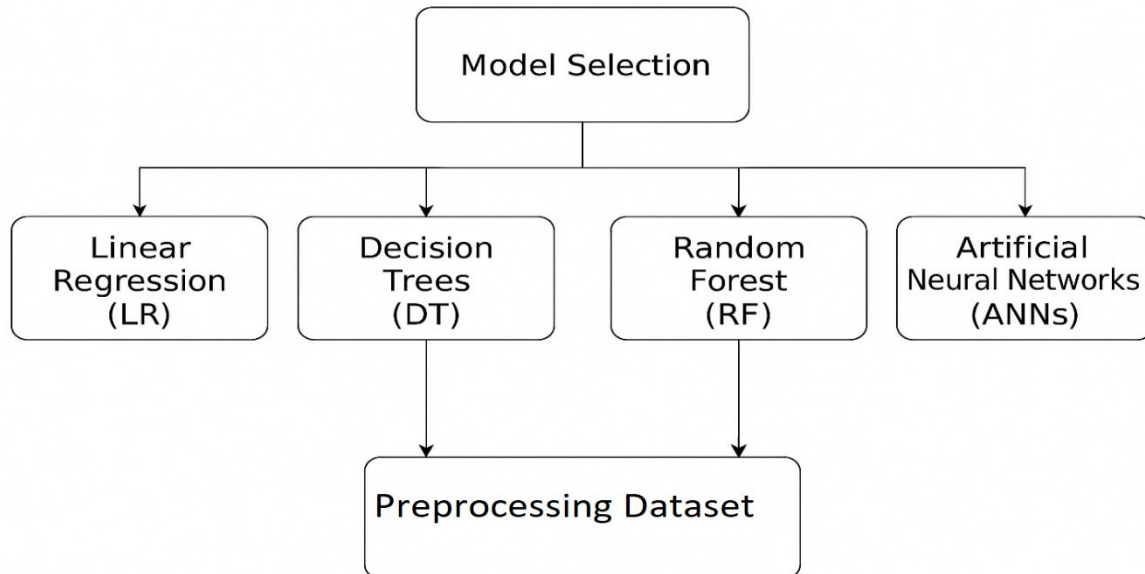 Model Selection
Linear
Regression
(LR)
Decision
Trees
(DT)
Random
Forest
(RF)
Artificial
Neural Networks
(ANNs)
Preprocessing Dataset